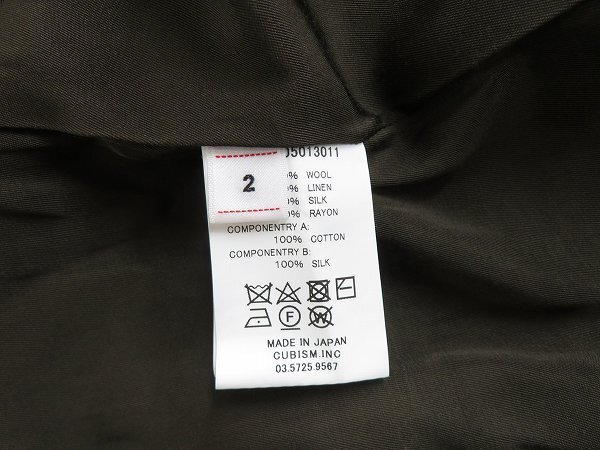 05013011
2
% WOOL
% LINEN
% SILK
% RAYON
COMPONENTRY A:
100% COTTON
COMPONENTRY B:
100% SILK
MADE IN JAPAN
CUBISM.INC
03.5725.9567